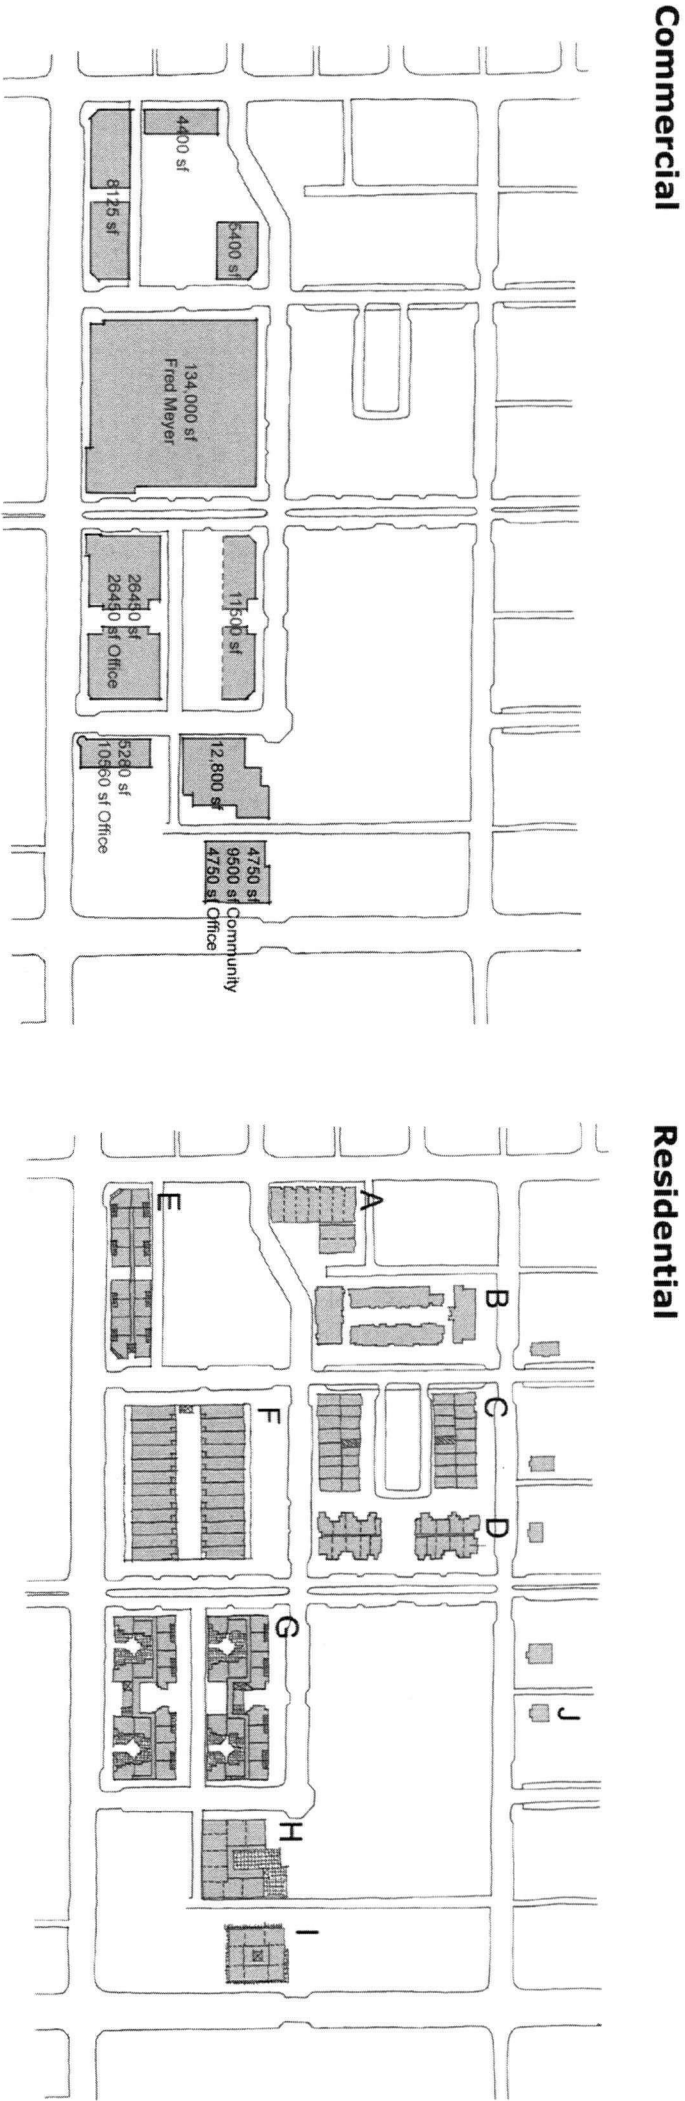 Commercial
4400 sf
8125 sf
5400 sf
134,000 sf
Fred Meyer
26450 sf
26450 sf Office
11500 sf
5280 sf
10560 sf Office
12,800 sf
4750 sf
9500 sf Community
4750 sf Office
Residential
A
B
C
D
E
F
G
H
I
J